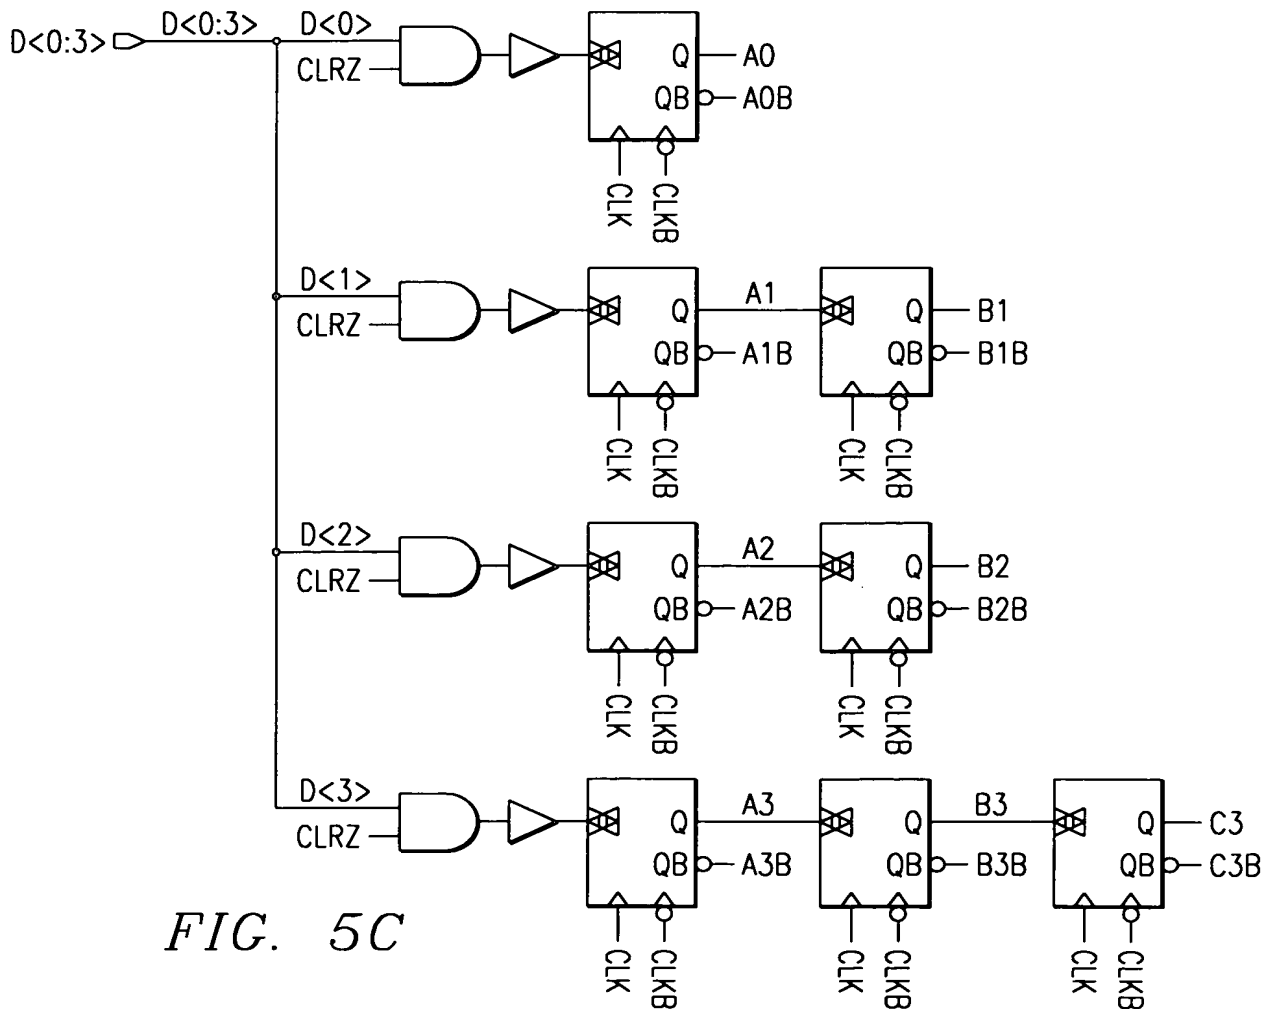 D<0:3> D<0:3> D<0>
CLRZ
Q A0
QB A0B
CLK CLKB
D<1>
CLRZ
Q A1 Q B1
QB A1B QB B1B
CLK CLKB CLK CLKB
D<2>
CLRZ
Q A2 Q B2
QB A2B QB B2B
CLK CLKB CLK CLKB
D<3>
CLRZ
Q A3 Q B3 Q C3
QB A3B QB B3B QB C3B
CLK CLKB CLK CLKB CLK CLKB
FIG. 5C